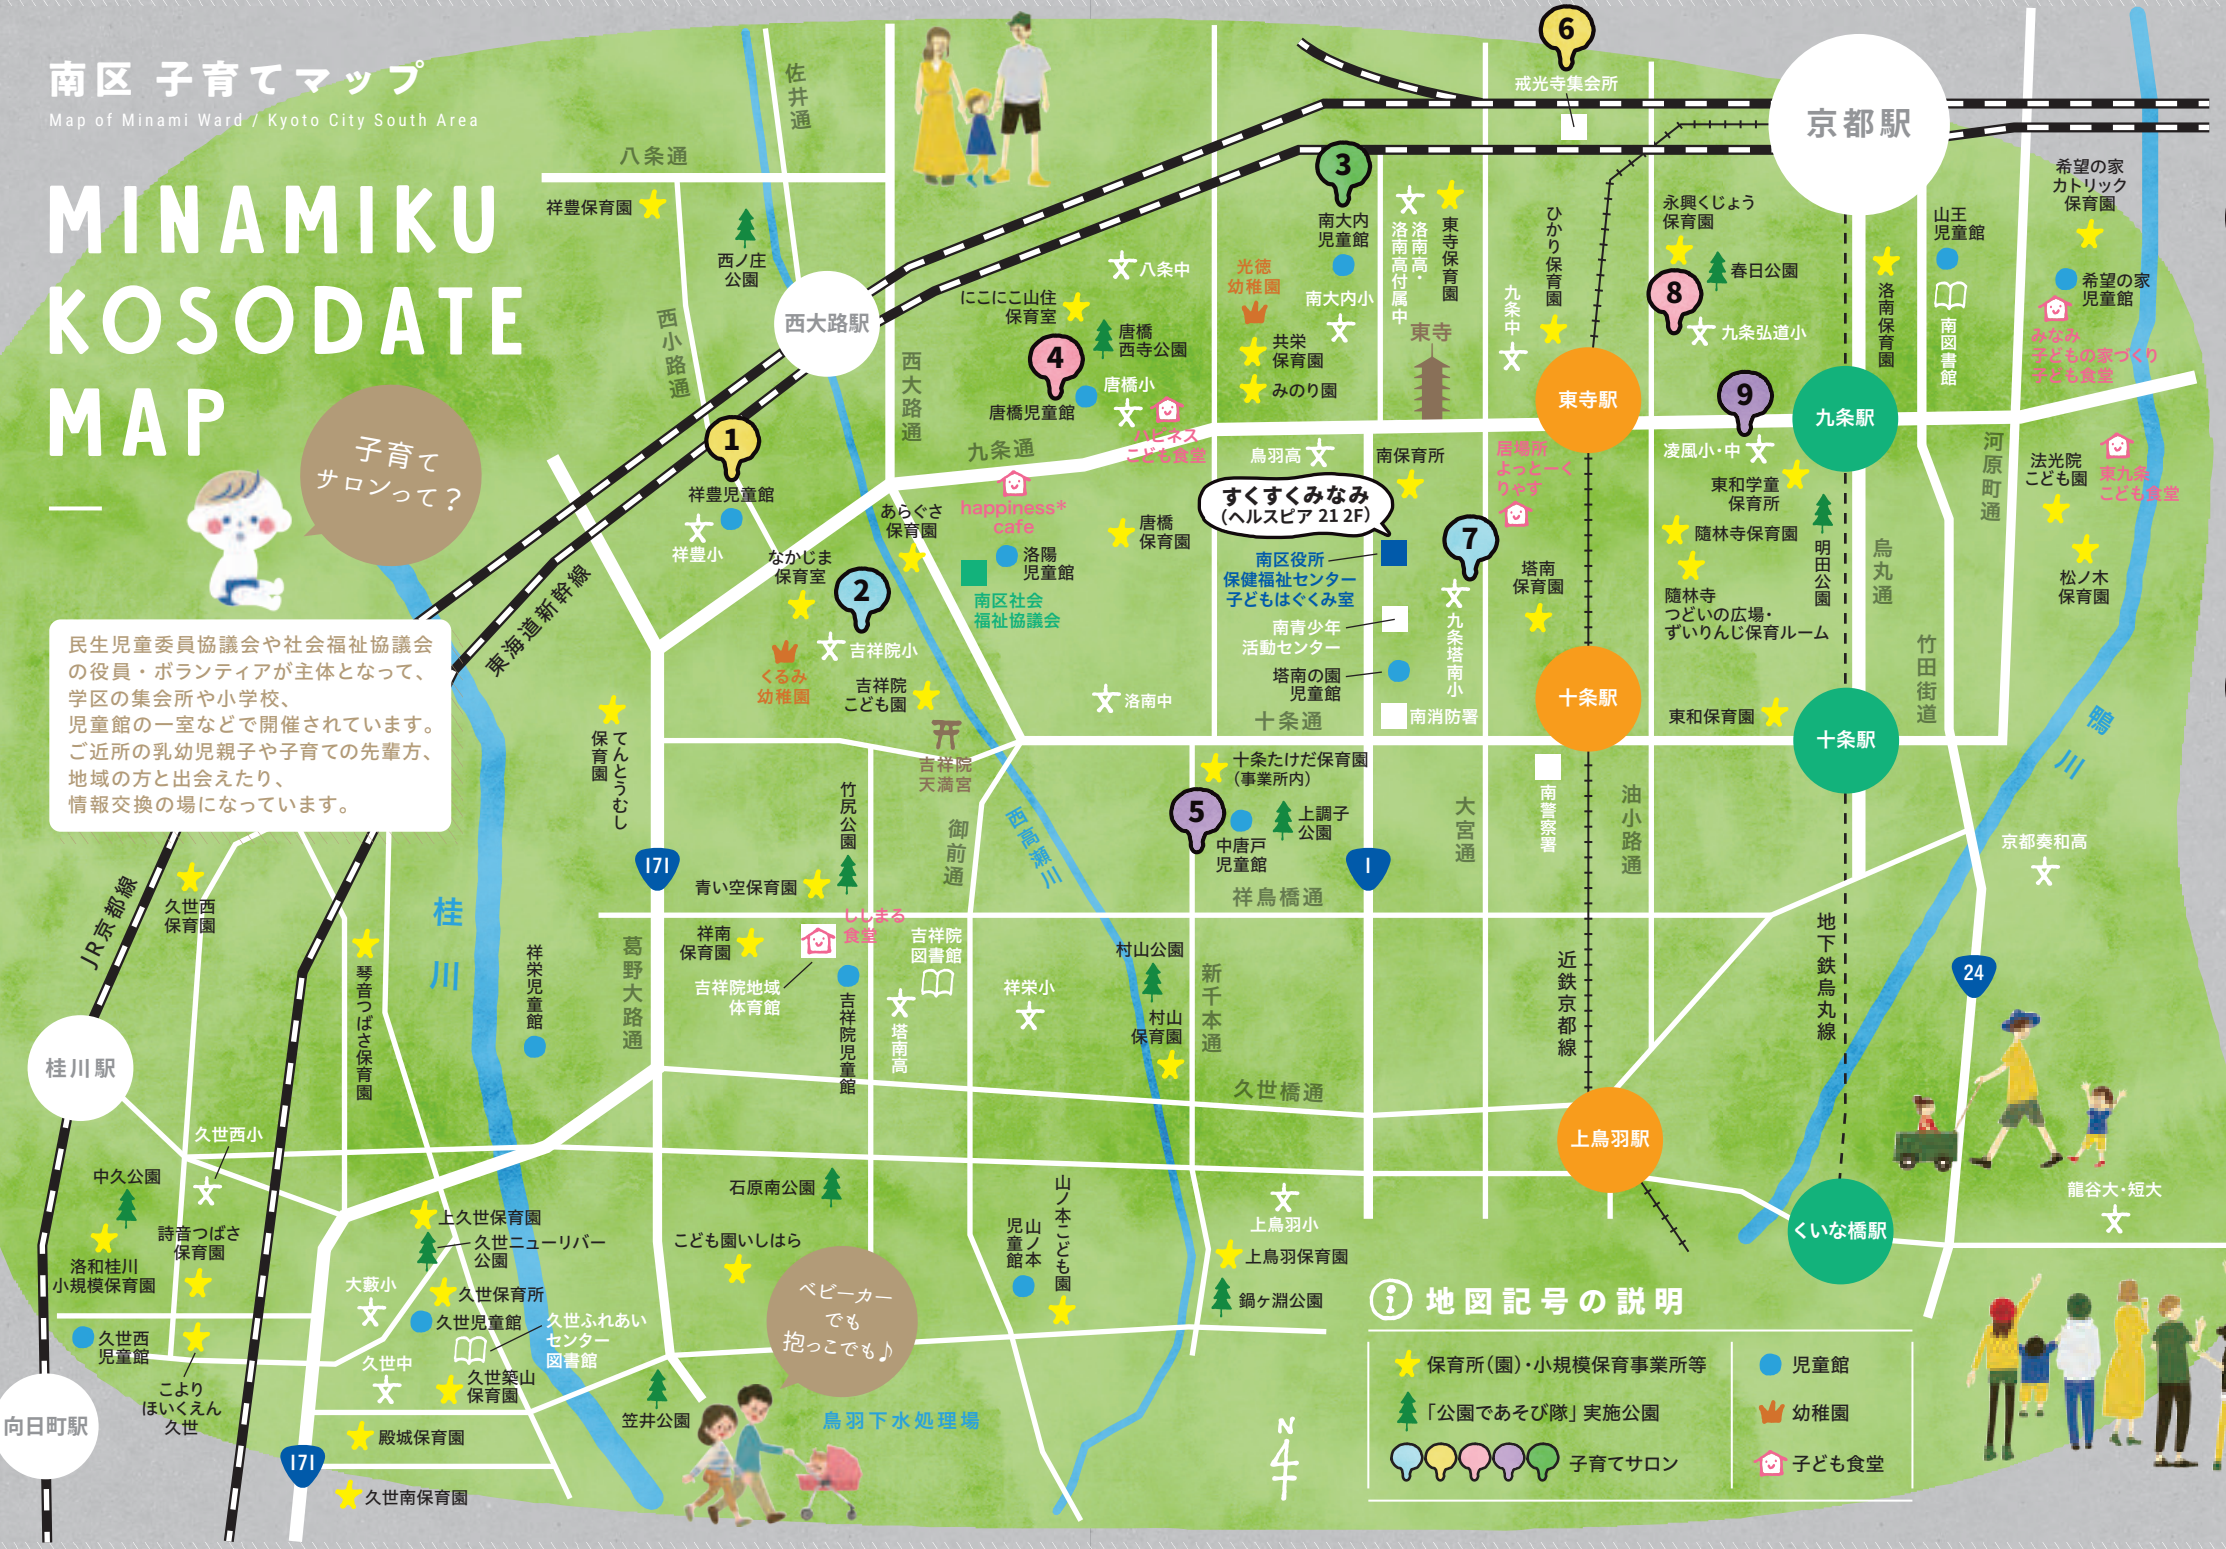 南区 子育てマップ
Map of Minami Ward / Kyoto City South Area
MINAMIKU
KOSODATE
MAP
子育て
サロンって？
民生児童委員協議会や社会福祉協議会
の役員・ボランティアが主体となって、
学区の集会所や小学校、
児童館の一室などで開催されています。
ご近所の乳幼児親子や子育ての先輩方、
地域の方と出会えたり、
情報交換の場になっています。
佐井通
八条通
祥豊保育園
西ノ庄
公園
西小路通
西大路駅
西大路通
1
祥豊児童館
祥豊小
東海道新幹線
なかじま
保育室
2
吉祥院小
くるみ
幼稚園
吉祥院
こども園
あらぐさ
保育園
九条通
happiness*
cafe
洛陽
児童館
南区社会
福祉協議会
唐橋
保育園
にこにこ山住
保育室
八条中
4
唐橋
西寺公園
唐橋児童館
唐橋小
ハピネス
こども食堂
光徳
幼稚園
共栄
保育園
みのり園
3
南大内
児童館
南大内小
洛南高・
洛南高付属中
東寺保育園
東寺
九条中
ひかり保育園
6
戒光寺集会所
京都駅
永興くじょう
保育園
春日公園
8
九条弘道小
9
東寺駅
九条駅
洛南保育園
山王
児童館
南図書館
希望の家
カトリック
保育園
希望の家
児童館
みなみ
子どもの家づくり
子ども食堂
河原町通
法光院
こども園
東九条
こども食堂
松ノ木
保育園
鴨川
凌風小・中
東和学童
保育所
隨林寺保育園
隨林寺
つどいの広場・
ずいりんじ保育ルーム
明田公園
烏丸通
竹田街道
東和保育園
鳥羽高
南保育所
すくすくみなみ
（ヘルスピア 21 2F）
南区役所
保健福祉センター
子どもはぐくみ室
南青少年
活動センター
塔南の園
児童館
南消防署
居場所
よっとーく
りやす
7
九条塔南小
塔南
保育園
十条駅
十条駅
洛南中
十条通
てんとうむし
保育園
竹尻公園
吉祥院
天満宮
御前通
西高瀬川
十条たけだ保育園
（事業所内）
5
中唐戸
児童館
上調子
公園
大宮通
南警察署
油小路通
京都奏和高
171
1
青い空保育園
祥鳥橋通
JR京都線
久世西
保育園
桂川
琴音つばさ保育園
祥栄児童館
葛野大路通
祥南
保育園
ししまる
食堂
吉祥院地域
体育館
吉祥院児童館
吉祥院
図書館
塔南高
祥栄小
村山公園
村山
保育園
新千本通
近鉄京都線
地下鉄烏丸線
24
桂川駅
久世橋通
上鳥羽駅
久世西小
中久公園
詩音つばさ
保育園
洛和桂川
小規模保育園
久世西
児童館
こより
ほいくえん
久世
向日町駅
上久世保育園
久世ニューリバー
公園
大藪小
久世保育所
久世児童館
久世ふれあい
センター
図書館
久世中
久世築山
保育園
殿城保育園
171
久世南保育園
石原南公園
こども園いしはら
ベビーカー
でも
抱っこでも♪
笠井公園
鳥羽下水処理場
山ノ本
児童館
山ノ本こども園
上鳥羽小
上鳥羽保育園
鍋ヶ淵公園
くいな橋駅
龍谷大・短大
N
地図記号の説明
保育所（園）・小規模保育事業所等
児童館
「公園であそび隊」実施公園
幼稚園
子育てサロン
子ども食堂